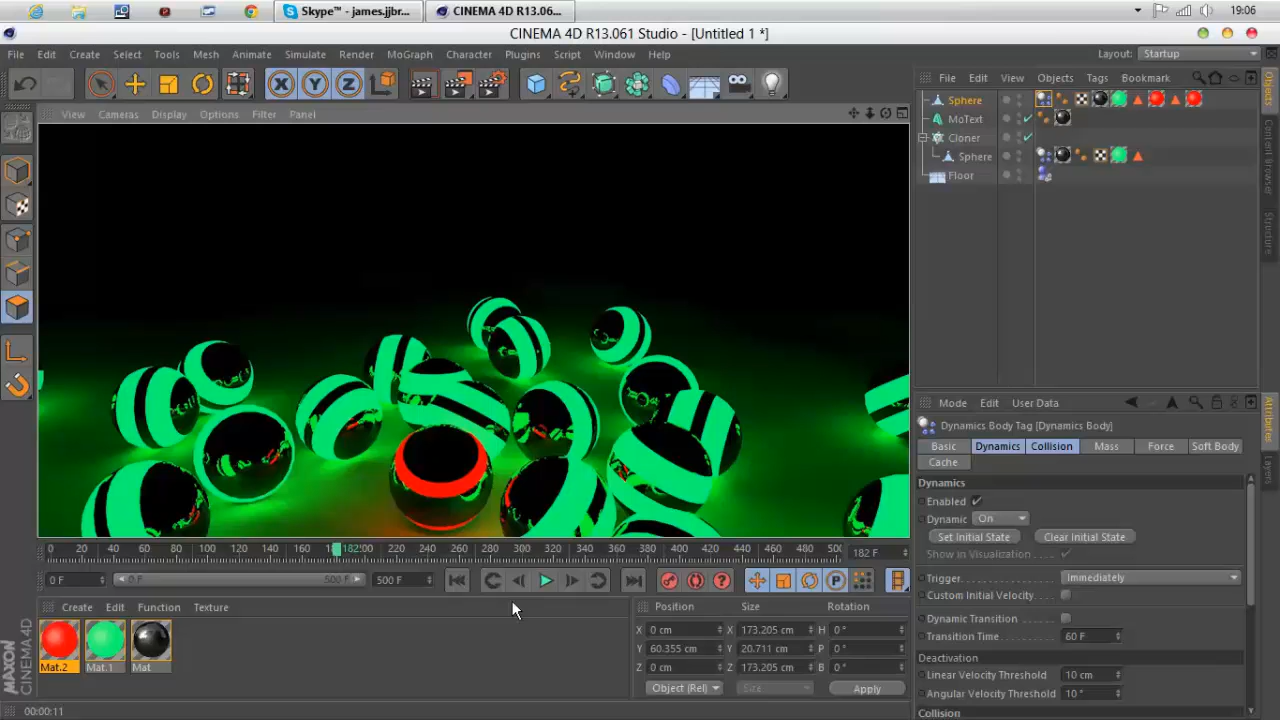 Skype™ - james.jjbr...
CINEMA 4D R13.06...
19:06
CINEMA 4D R13.061 Studio - [Untitled 1 *]
File Edit Create Select Tools Mesh Animate Simulate Render MoGraph Character Plugins Script Window Help
Layout: Startup
X Y Z
File Edit View Objects Tags Bookmark
View Cameras Display Options Filter Panel
Sphere
MoText
Cloner
Sphere
Floor
Objects
Content Browser
Structure
Mode Edit User Data
Dynamics Body Tag [Dynamics Body]
Basic Dynamics Collision Mass Force Soft Body
Cache
Attributes
Layers
Dynamics
Enabled
Dynamic On
Set Initial State Clear Initial State
Show in Visualization
Trigger Immediately
Custom Initial Velocity
Dynamic Transition
Transition Time 60 F
Deactivation
Linear Velocity Threshold 10 cm
Angular Velocity Threshold 10 °
Collision
0 20 40 60 80 100 120 140 160 182 200 220 240 260 280 300 320 340 360 380 400 420 440 460 480 182 F
0 F 0 F 500 F 500 F
P
Create Edit Function Texture
Mat.2 Mat.1 Mat
Position Size Rotation
X 0 cm X 173.205 cm H 0 °
Y 60.355 cm Y 20.711 cm P 0 °
Z 0 cm Z 173.205 cm B 0 °
Object (Rel) Size Apply
MAXON
CINEMA 4D
00:00:11